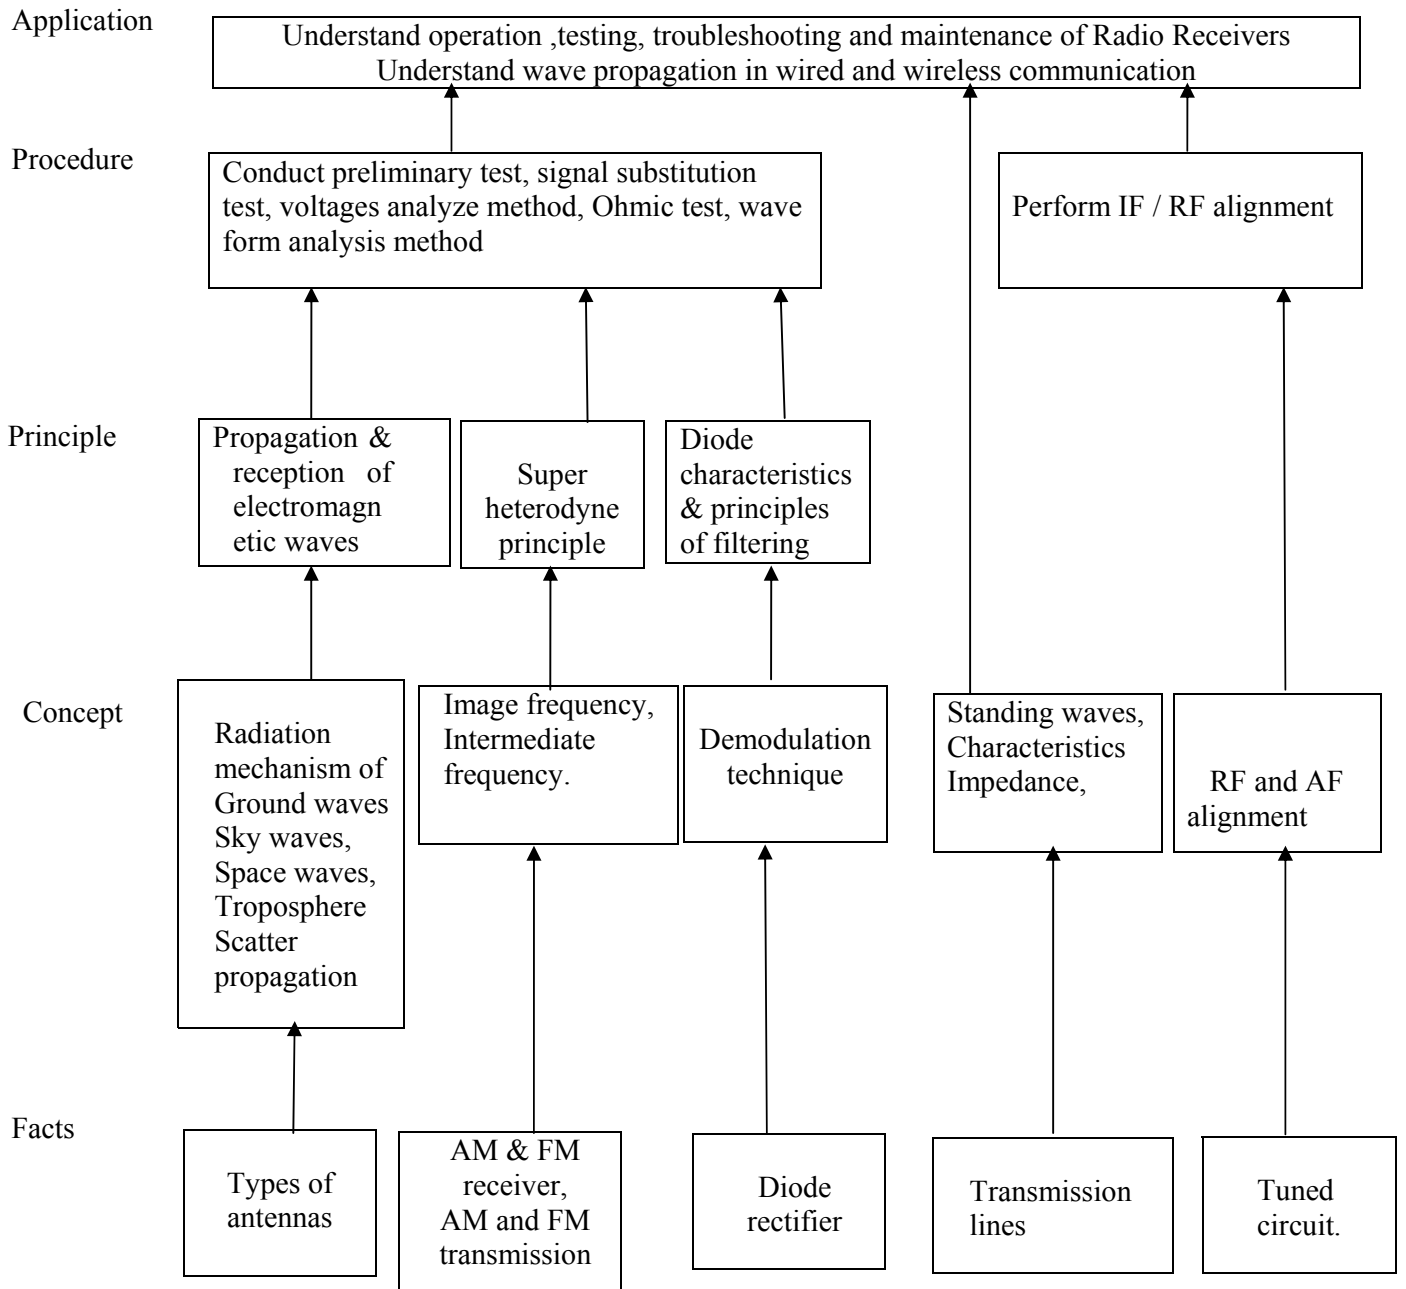 Application
Understand operation ,testing, troubleshooting and maintenance of Radio Receivers
Understand wave propagation in wired and wireless communication
Procedure
Conduct preliminary test, signal substitution
test, voltages analyze method, Ohmic test, wave
form analysis method
Perform IF / RF alignment
Principle
Propagation &
reception of
electromagn
etic waves
Super
heterodyne
principle
Diode
characteristics
& principles
of filtering
Concept
Radiation
mechanism of
Ground waves
Sky waves,
Space waves,
Troposphere
Scatter
propagation
Image frequency,
Intermediate
frequency.
Demodulation
technique
Standing waves,
Characteristics
Impedance,
RF and AF
alignment
Facts
Types of
antennas
AM & FM
receiver,
AM and FM
transmission
Diode
rectifier
Transmission
lines
Tuned
circuit.